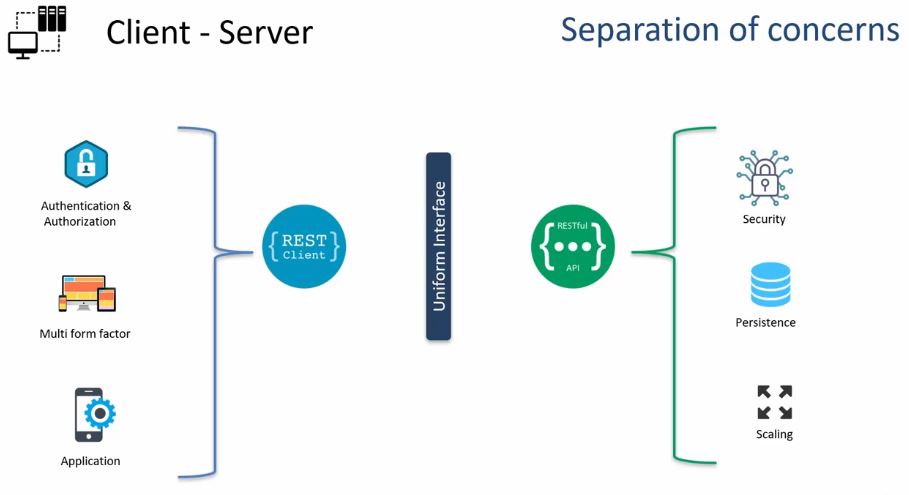 Client - Server
Separation of concerns
Authentication &
Authorization
Multi form factor
Application
{REST
Client}
Uniform Interface
RESTful
{•••}
API
Security
Persistence
Scaling